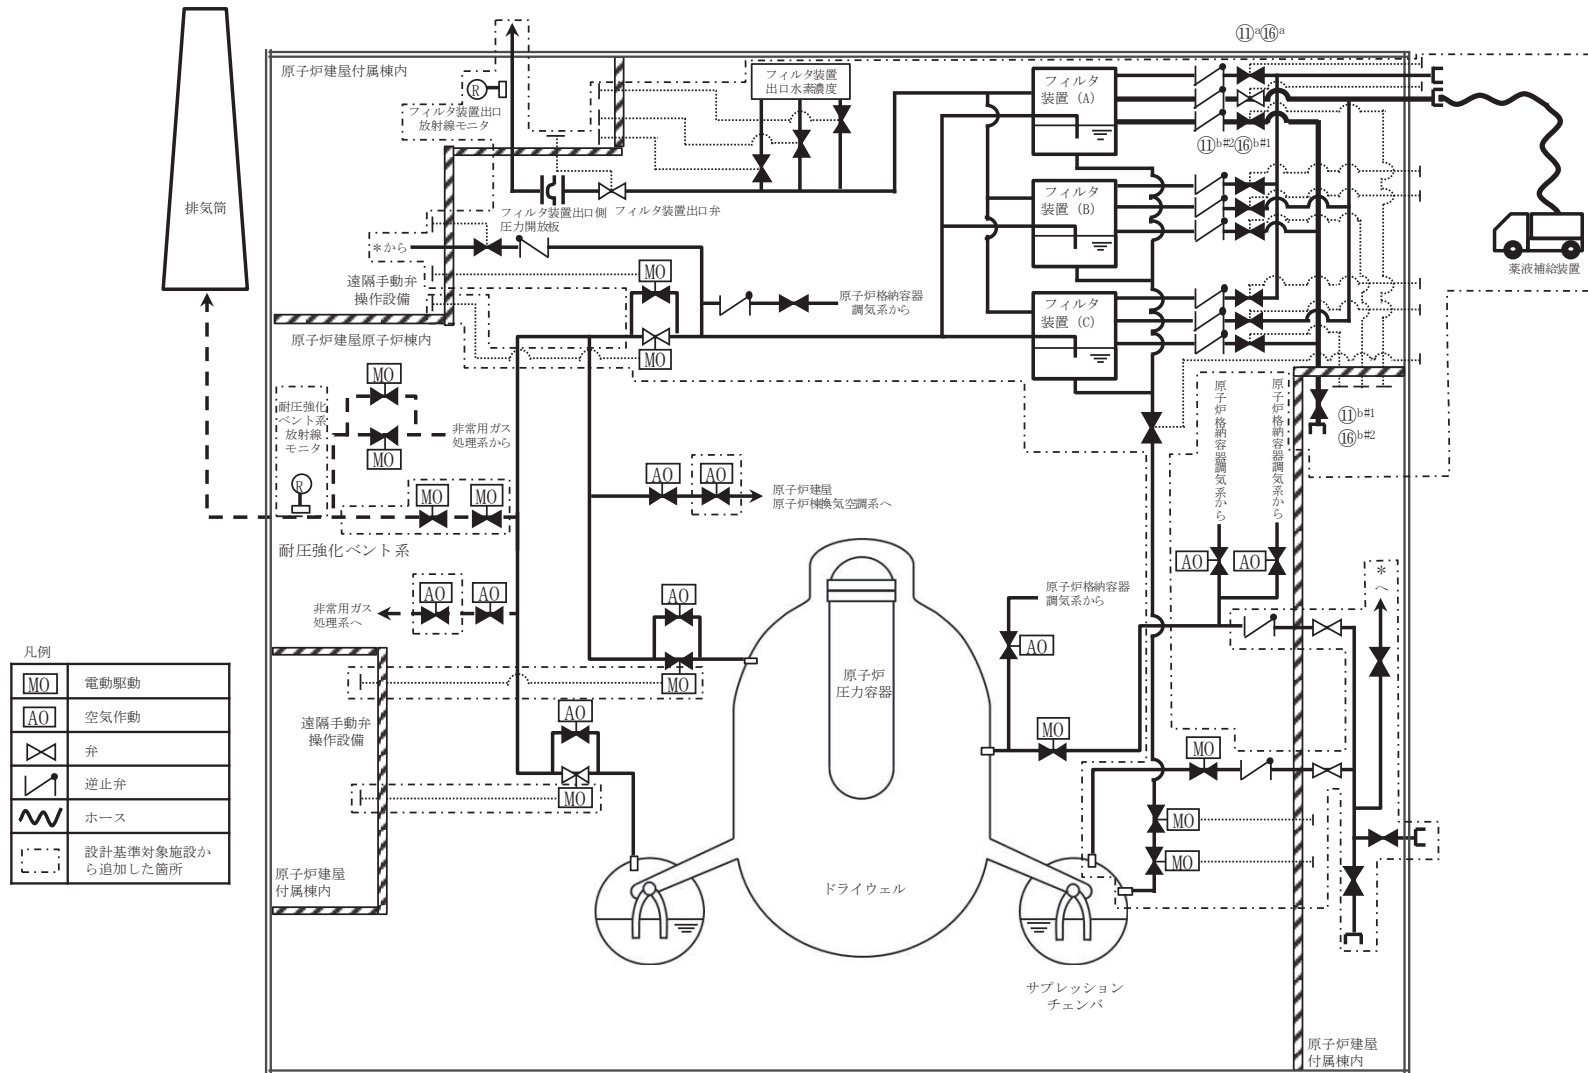 ⑪ᵃ⑯ᵃ
原子炉建屋付属棟内
フィルタ装置
出口水素濃度
フィルタ
装置（A）
R
フィルタ装置出口
放射線モニタ
⑪ᵇ#2⑯ᵇ#1
排気筒
フィルタ装置出口側
圧力開放板
フィルタ装置出口弁
フィルタ
装置（B）
＊から
MO
薬液補給装置
遠隔手動弁
操作設備
原子炉格納容器
調気系から
フィルタ
装置（C）
原子炉建屋原子炉棟内
MO
MO
耐圧強化
ベント系
放射線
モニタ
非常用ガス
処理系から
MO
R
原子炉格納容器調気系から
原子炉格納容器調気系から
⑪ᵇ#1
⑯ᵇ#2
MO
MO
AO
AO
原子炉建屋
原子炉棟換気空調系へ
耐圧強化ベント系
AO
AO
＊
へ
AO
AO
非常用ガス
処理系へ
AO
原子炉格納容器
調気系から
AO
原子炉
圧力容器
MO
凡例
MO
電動駆動
AO
空気作動
弁
逆止弁
ホース
設計基準対象施設か
ら追加した箇所
遠隔手動弁
操作設備
AO
MO
MO
MO
MO
MO
原子炉建屋
付属棟内
ドライウェル
サプレッション
チェンバ
原子炉建屋
付属棟内